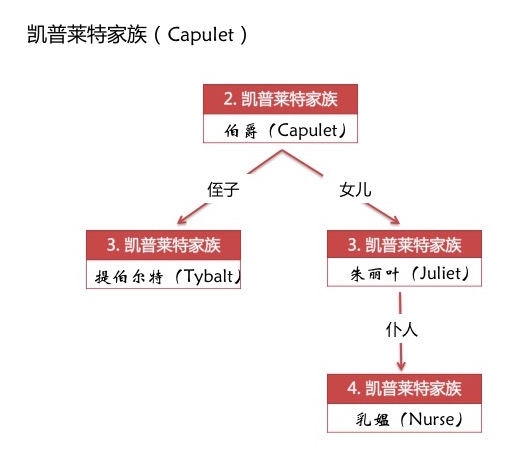 凯普莱特家族（Capulet）
2. 凯普莱特家族
伯爵（Capulet）
侄子
女儿
3. 凯普莱特家族
提伯尔特（Tybalt）
3. 凯普莱特家族
朱丽叶（Juliet）
仆人
4. 凯普莱特家族
乳媪（Nurse）